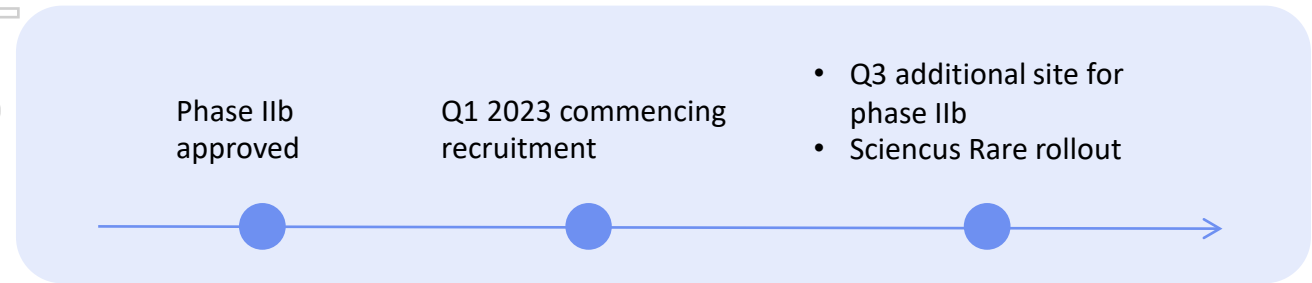 Phase IIb
approved
Q1 2023 commencing
recruitment
• Q3 additional site for
phase IIb
• Sciencus Rare rollout